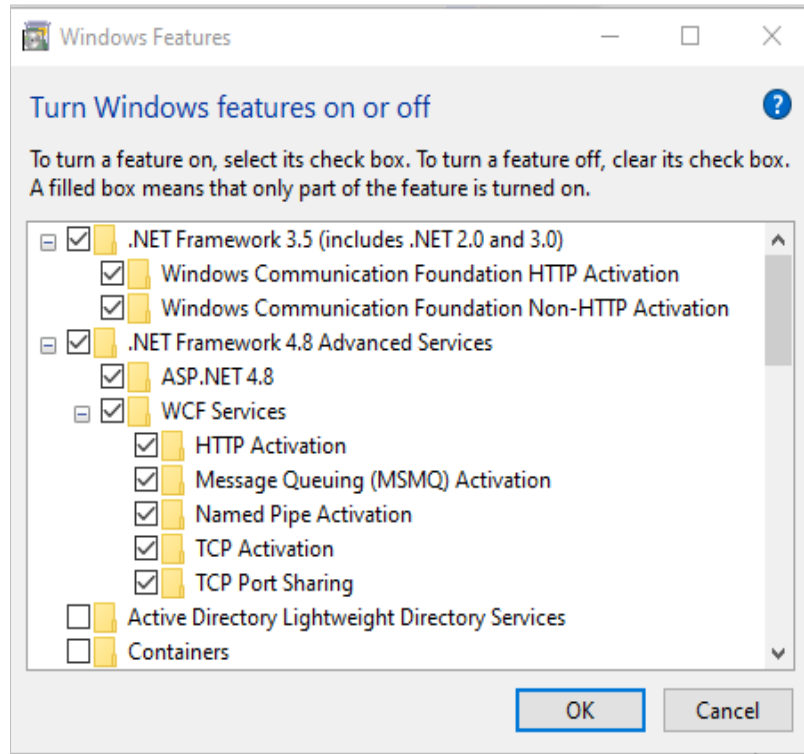 Windows Features
Turn Windows features on or off
?
To turn a feature on, select its check box. To turn a feature off, clear its check box.
A filled box means that only part of the feature is turned on.
.NET Framework 3.5 (includes .NET 2.0 and 3.0)
Windows Communication Foundation HTTP Activation
Windows Communication Foundation Non-HTTP Activation
.NET Framework 4.8 Advanced Services
ASP.NET 4.8
WCF Services
HTTP Activation
Message Queuing (MSMQ) Activation
Named Pipe Activation
TCP Activation
TCP Port Sharing
Active Directory Lightweight Directory Services
Containers
OK
Cancel